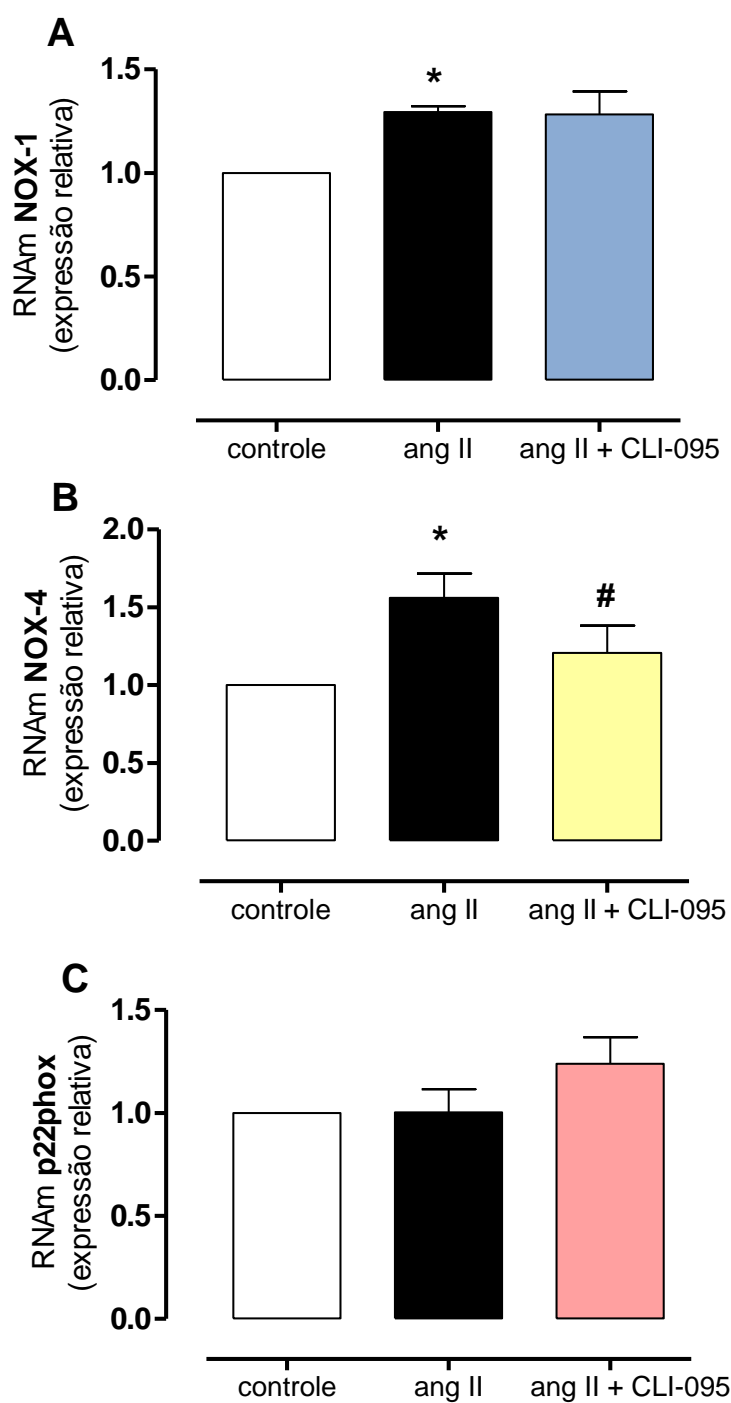 A
RNAm NOX-1
(expressão relativa)
1.5
1.0
0.5
0.0
*
controle
ang II
ang II + CLI-095
B
RNAm NOX-4
(expressão relativa)
2.0
1.5
1.0
0.5
0.0
*
#
controle
ang II
ang II + CLI-095
C
RNAm p22phox
(expressão relativa)
1.5
1.0
0.5
0.0
controle
ang II
ang II + CLI-095